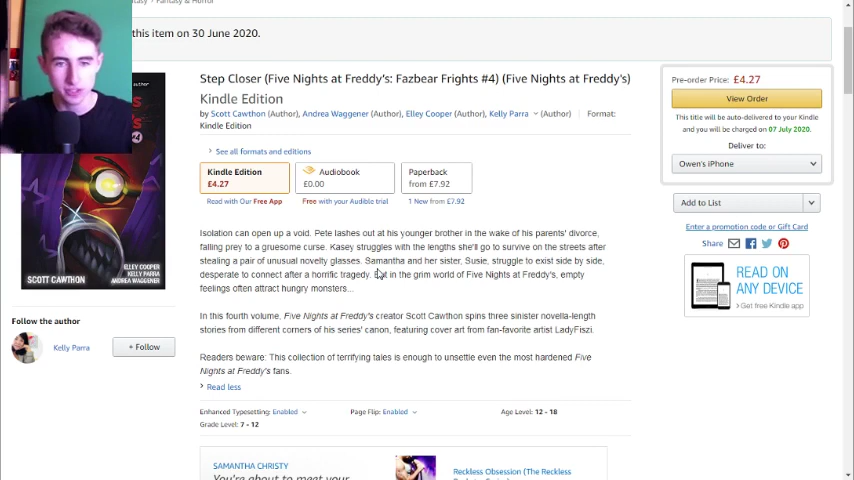 Fantasy & Horror
this item on 30 June 2020.
Step Closer (Five Nights at Freddy's: Fazbear Frights #4) (Five Nights at Freddy's)
Kindle Edition
by Scott Cawthon (Author), Andrea Waggener (Author), Elley Cooper (Author), Kelly Parra (Author) Format:
Kindle Edition
See all formats and editions
Kindle Edition
£4.27
Audiobook
£0.00
Paperback
from £7.92
Read with Our Free App
Free with your Audible trial
1 New from £7.92
Isolation can open up a void. Pete lashes out at his younger brother in the wake of his parents' divorce,
falling prey to a gruesome curse. Kasey struggles with the lengths she'll go to survive on the streets after
stealing a pair of unusual novelty glasses. Samantha and her sister, Susie, struggle to exist side by side,
desperate to connect after a horrific tragedy. But in the grim world of Five Nights at Freddy's, empty
feelings often attract hungry monsters...
In this fourth volume, Five Nights at Freddy's creator Scott Cawthon spins three sinister novella-length
stories from different corners of his series' canon, featuring cover art from fan-favorite artist LadyFiszi.
Readers beware: This collection of terrifying tales is enough to unsettle even the most hardened Five
Nights at Freddy's fans.
Read less
Enhanced Typesetting: Enabled
Page Flip: Enabled
Age Level: 12 - 18
Grade Level: 7 - 12
SAMANTHA CHRISTY
You're about to meet your
Reckless Obsession (The Reckless
#4
SCOTT CAWTHON
ELLEY COOPER
KELLY PARRA
ANDREA WAGGENER
Follow the author
Kelly Parra
+ Follow
Pre-order Price: £4.27
View Order
This title will be auto-delivered to your Kindle
and you will be charged on 07 July 2020.
Deliver to:
Owen's iPhone
Add to List
Enter a promotion code or Gift Card
Share
READ ON
ANY DEVICE
Get free Kindle app